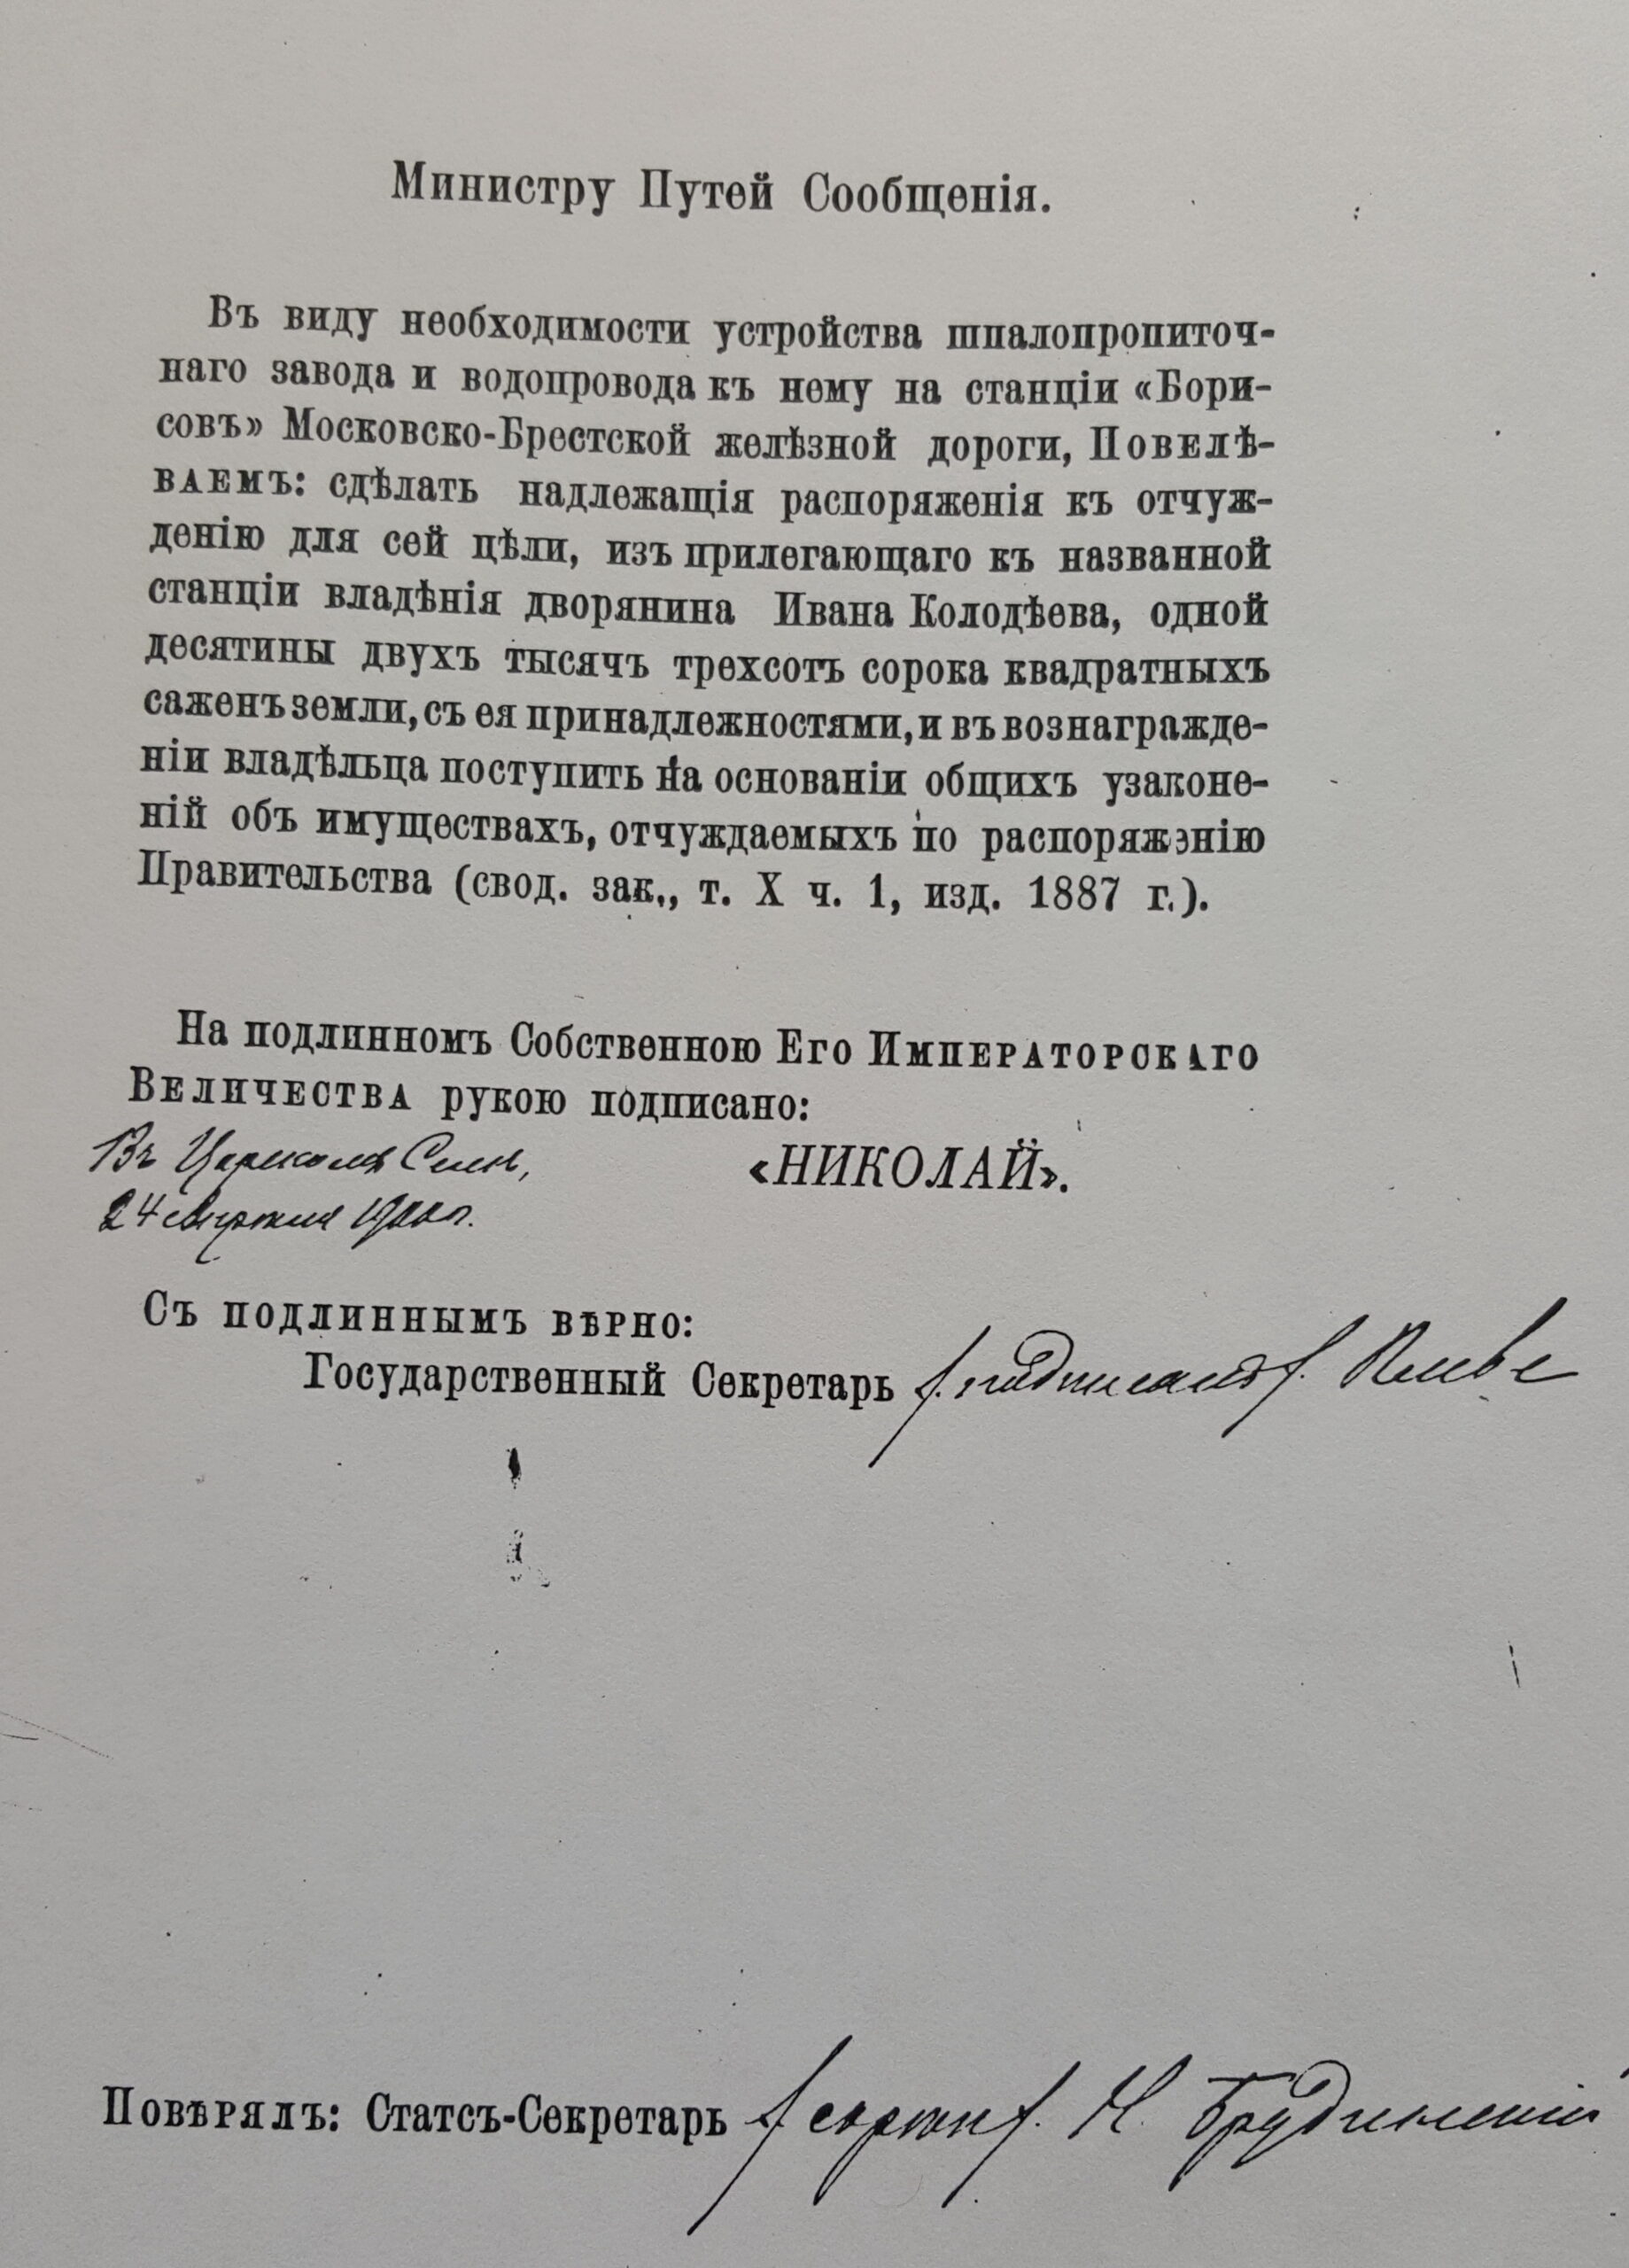 Министру Путей Сообщенія.
Въ виду необходимости устройства шпалопропиточ-
наго завода и водопровода къ нему на станціи «Бори-
совъ» Московско-Брестской желѣзной дороги, Повелѣ-
ваемъ: сдѣлать надлежащія распоряженія къ отчуж-
денію для сей цѣли, изъ прилегающаго къ названной
станціи владѣнія дворянина Ивана Колодѣева, одной
десятины двухъ тысячъ трехсотъ сорока квадратныхъ
саженъ земли, съ ея принадлежностями, и въ вознагражде-
ніи владѣльца поступить на основаніи общихъ узаконе-
ній объ имуществахъ, отчуждаемыхъ по распоряженію
Правительства (свод. зак., т. X ч. 1, изд. 1887 г.).
На подлинномъ Собственною Его Императорскаго
Величества рукою подписано:
Въ Царскомъ Селѣ,
«НИКОЛАЙ».
24 1900 г.
Съ подлиннымъ вѣрно:
Государственный Секретарь подписалъ Плеве
Повѣрялъ: Статсъ-Секретарь Н.